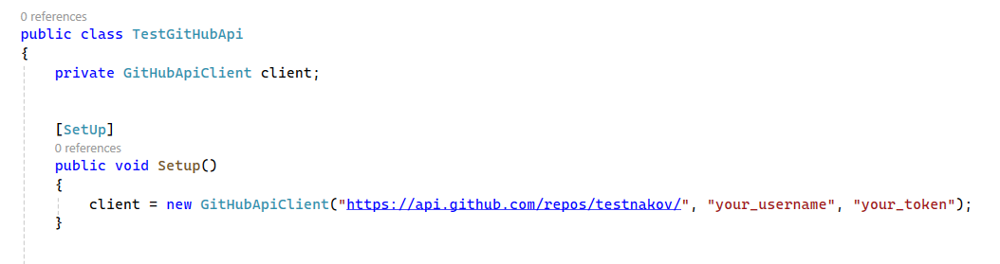 0 references
public class TestGitHubApi
{
private GitHubApiClient client;
[SetUp]
0 references
public void Setup()
{
client = new GitHubApiClient("https://api.github.com/repos/testnakov/", "your_username", "your_token");
}